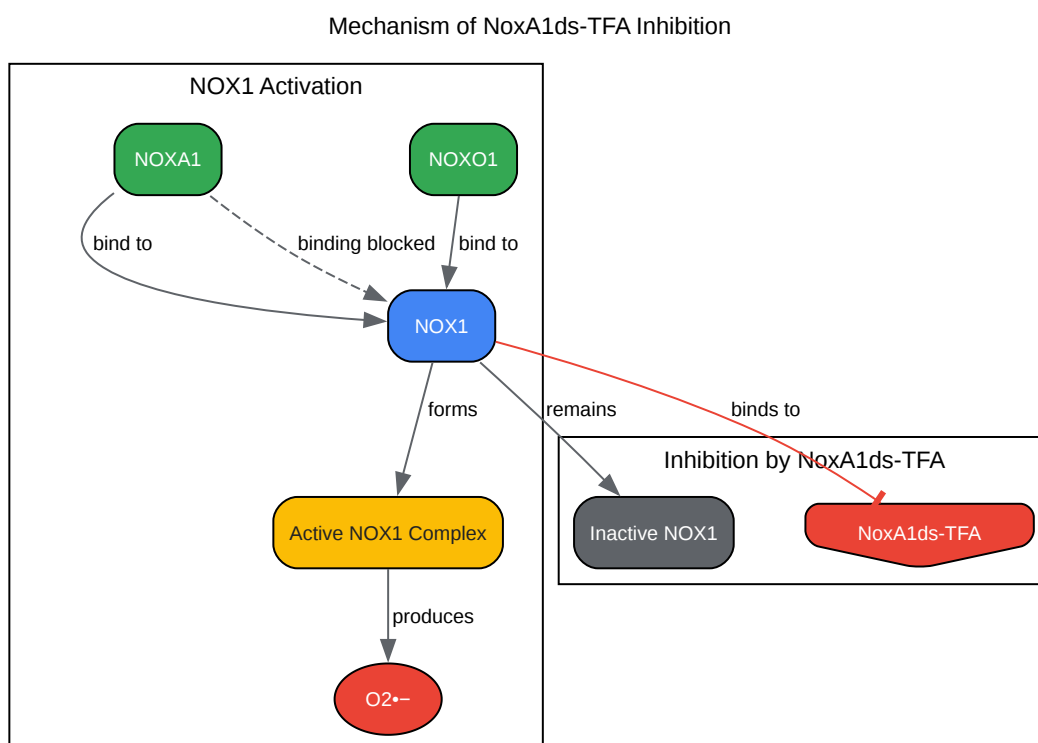 Mechanism of NoxA1ds-TFA Inhibition
NOX1 Activation
NOXA1
NOXO1
bind to
binding blocked
bind to
NOX1
forms
remains
binds to
Inhibition by NoxA1ds-TFA
Active NOX1 Complex
Inactive NOX1
NoxA1ds-TFA
produces
O2•−